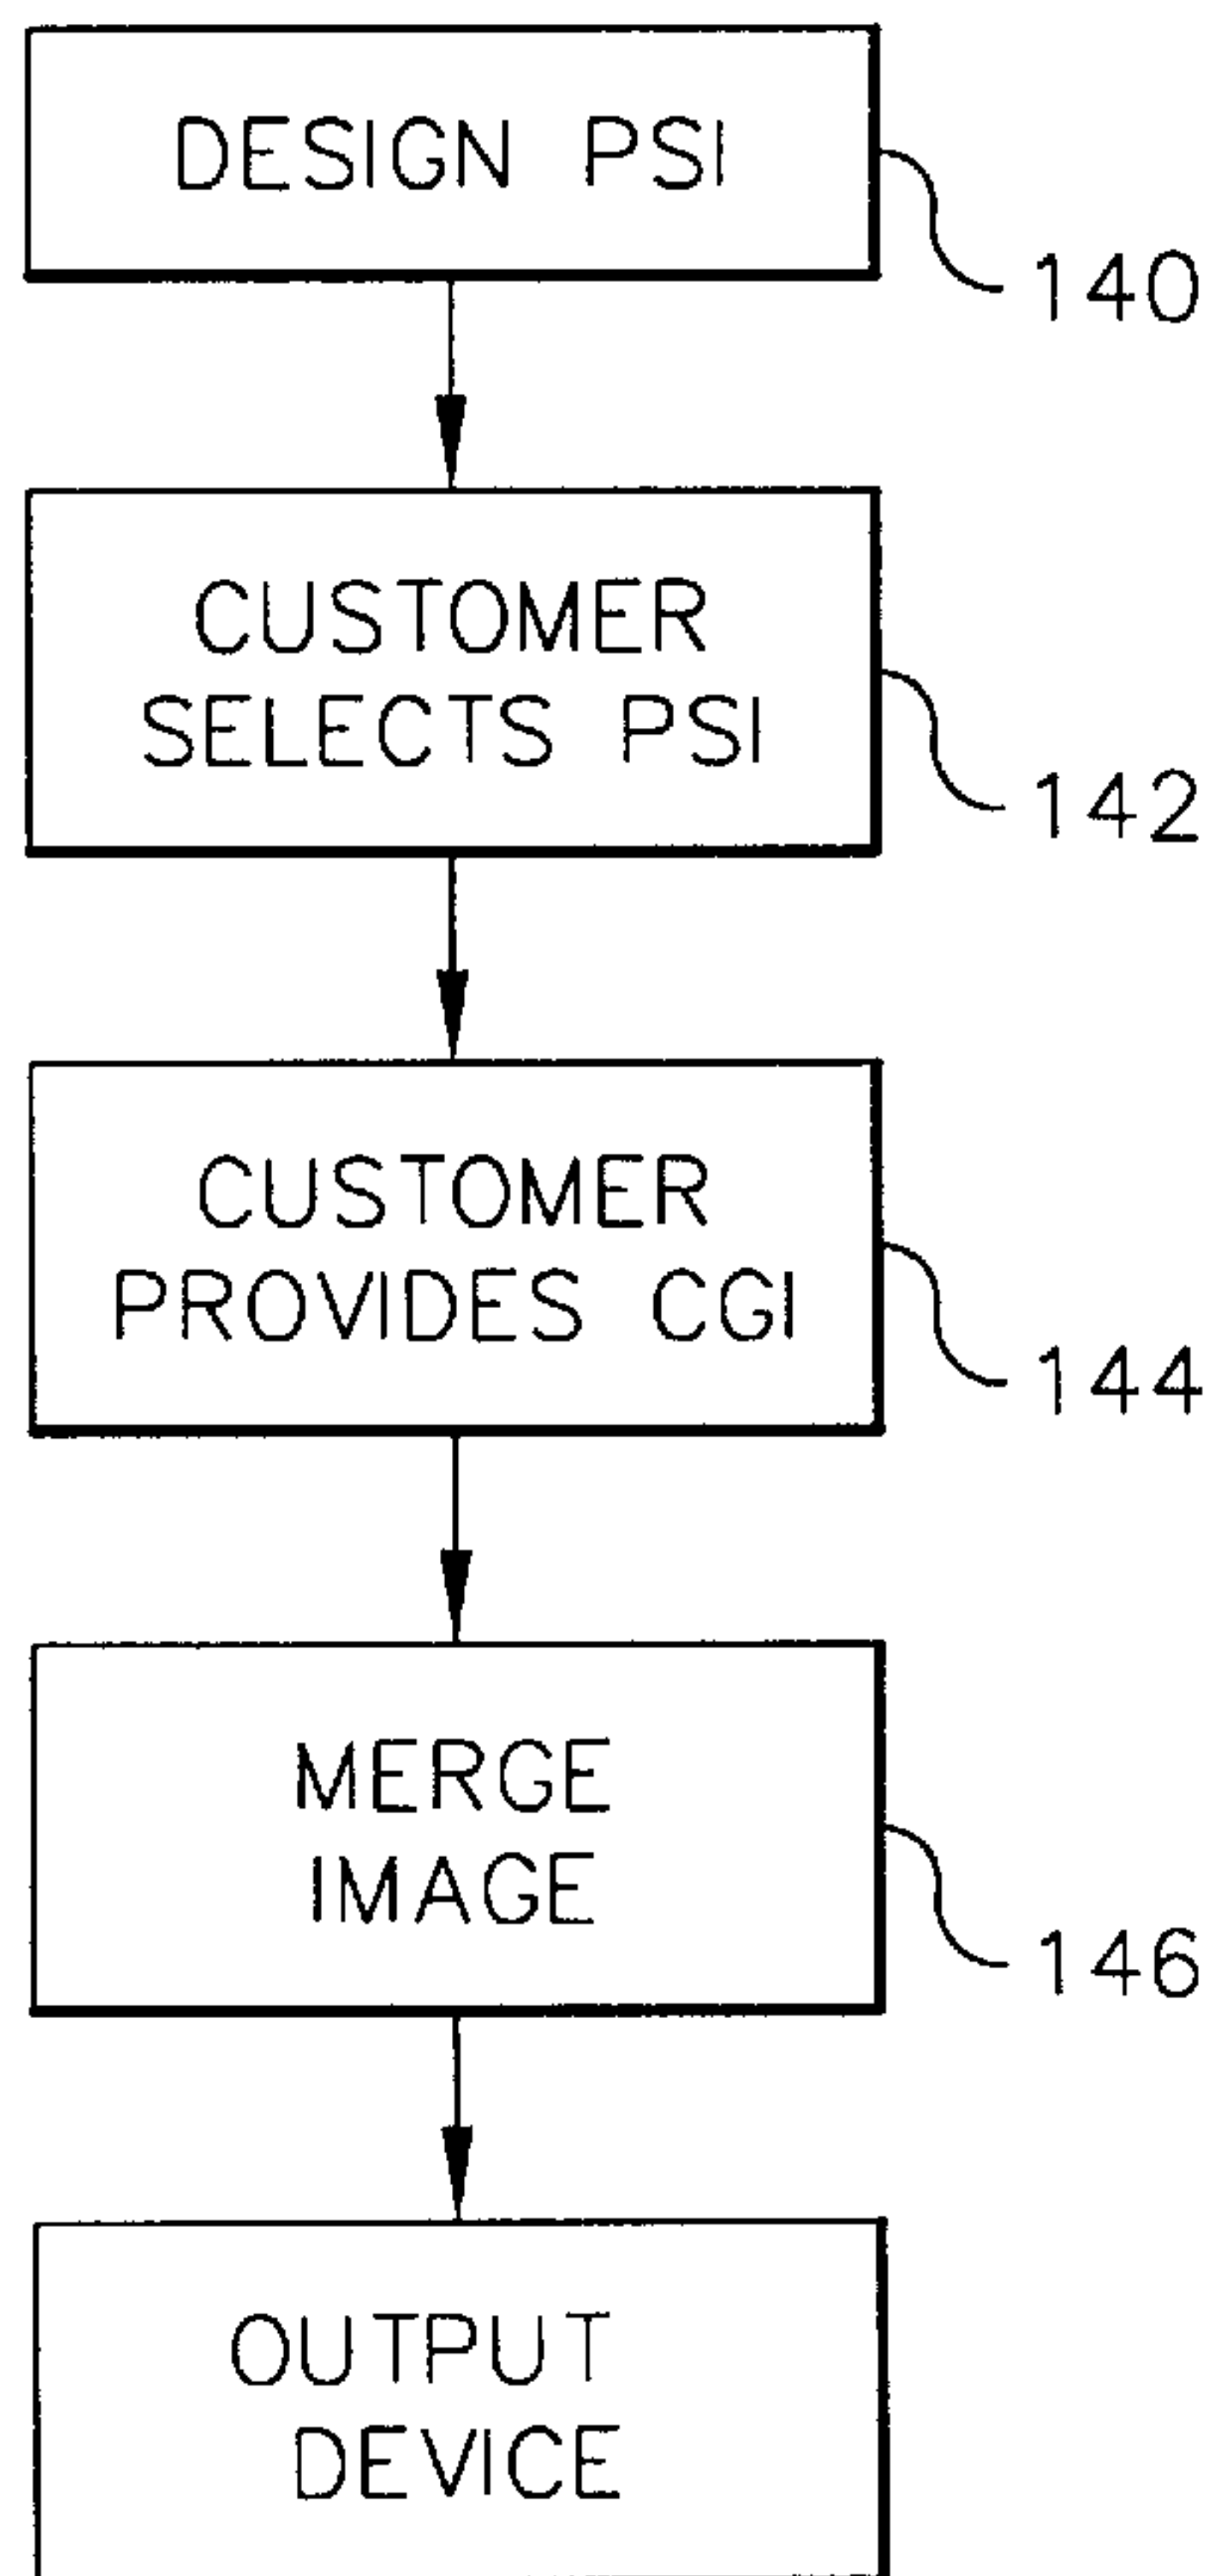 DESIGN PSI
140
CUSTOMER
SELECTS PSI
142
CUSTOMER
PROVIDES CGI
144
MERGE
IMAGE
146
OUTPUT
DEVICE